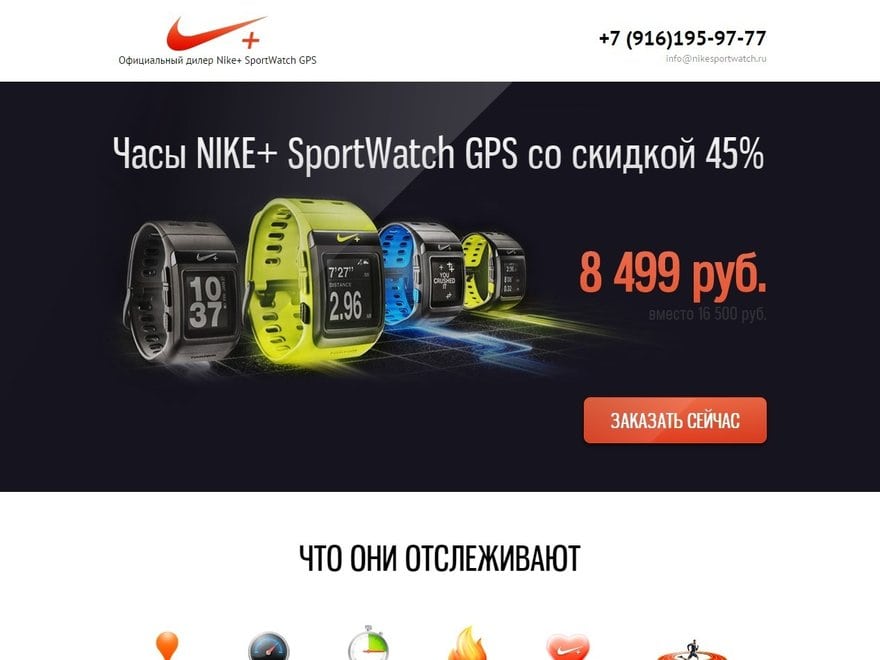 Официальный дилер Nike+ SportWatch GPS
+7 (916)195-97-77
info@nikesportwatch.ru
Часы NIKE+ SportWatch GPS со скидкой 45%
10
37
7'27"
DISTANCE
2.96
YOU
CRUSHED
IT
8 499 руб.
вместо 16 500 руб.
ЗАКАЗАТЬ СЕЙЧАС
ЧТО ОНИ ОТСЛЕЖИВАЮТ